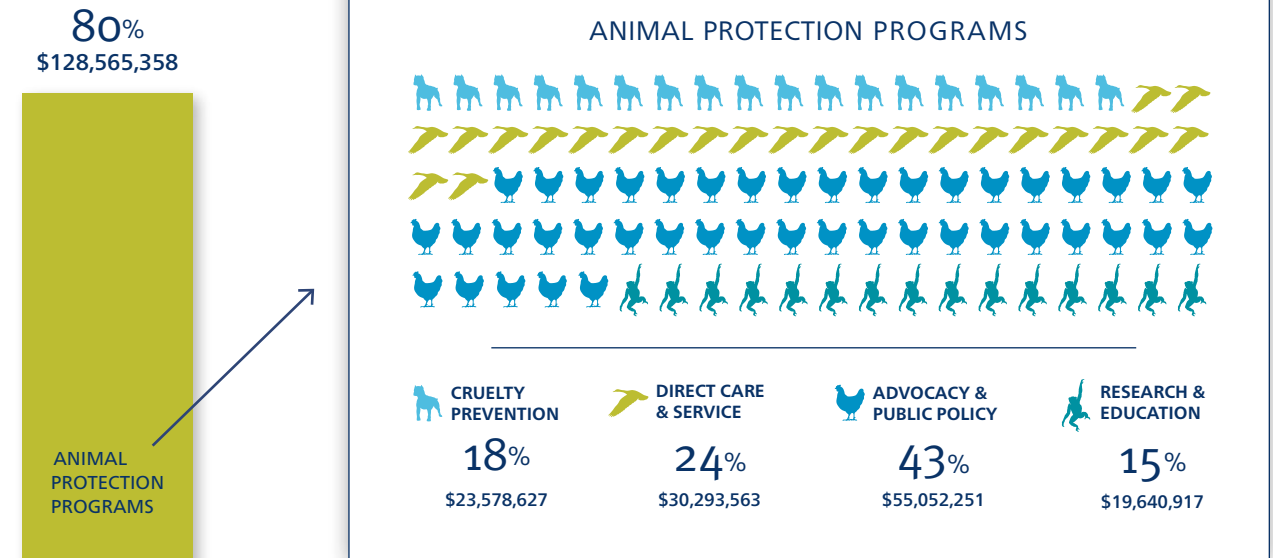 80%
$128,565,358
ANIMAL
PROTECTION
PROGRAMS
ANIMAL PROTECTION PROGRAMS
CRUELTY
PREVENTION
18%
$23,578,627
DIRECT CARE
& SERVICE
24%
$30,293,563
ADVOCACY &
PUBLIC POLICY
43%
$55,052,251
RESEARCH &
EDUCATION
15%
$19,640,917